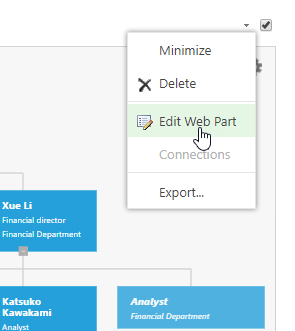 Minimize
Delete
Edit Web Part
Connections
Export...
Xue Li
Financial director
Financial Department
Katsuko
Kawakami
Analyst
Analyst
Financial Department